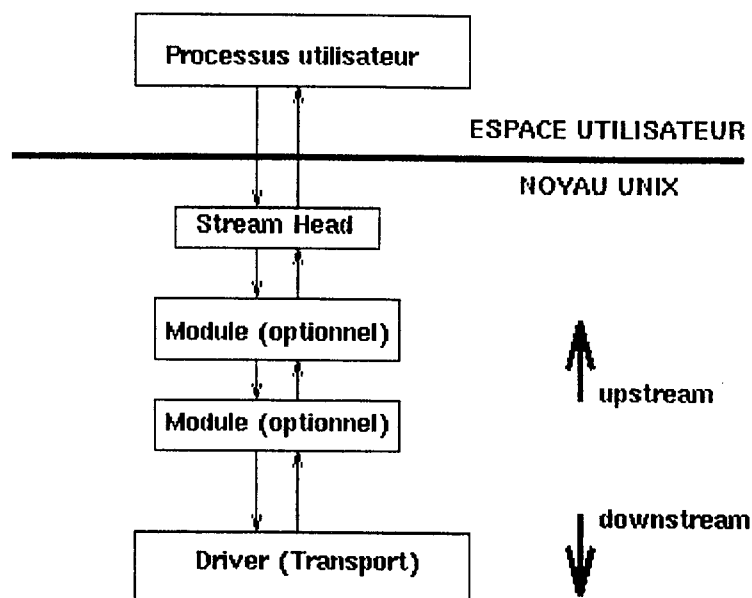 Processus utilisateur
ESPACE UTILISATEUR
NOYAU UNIX
Stream Head
Module (optionnel)
upstream
Module (optionnel)
downstream
Driver (Transport)